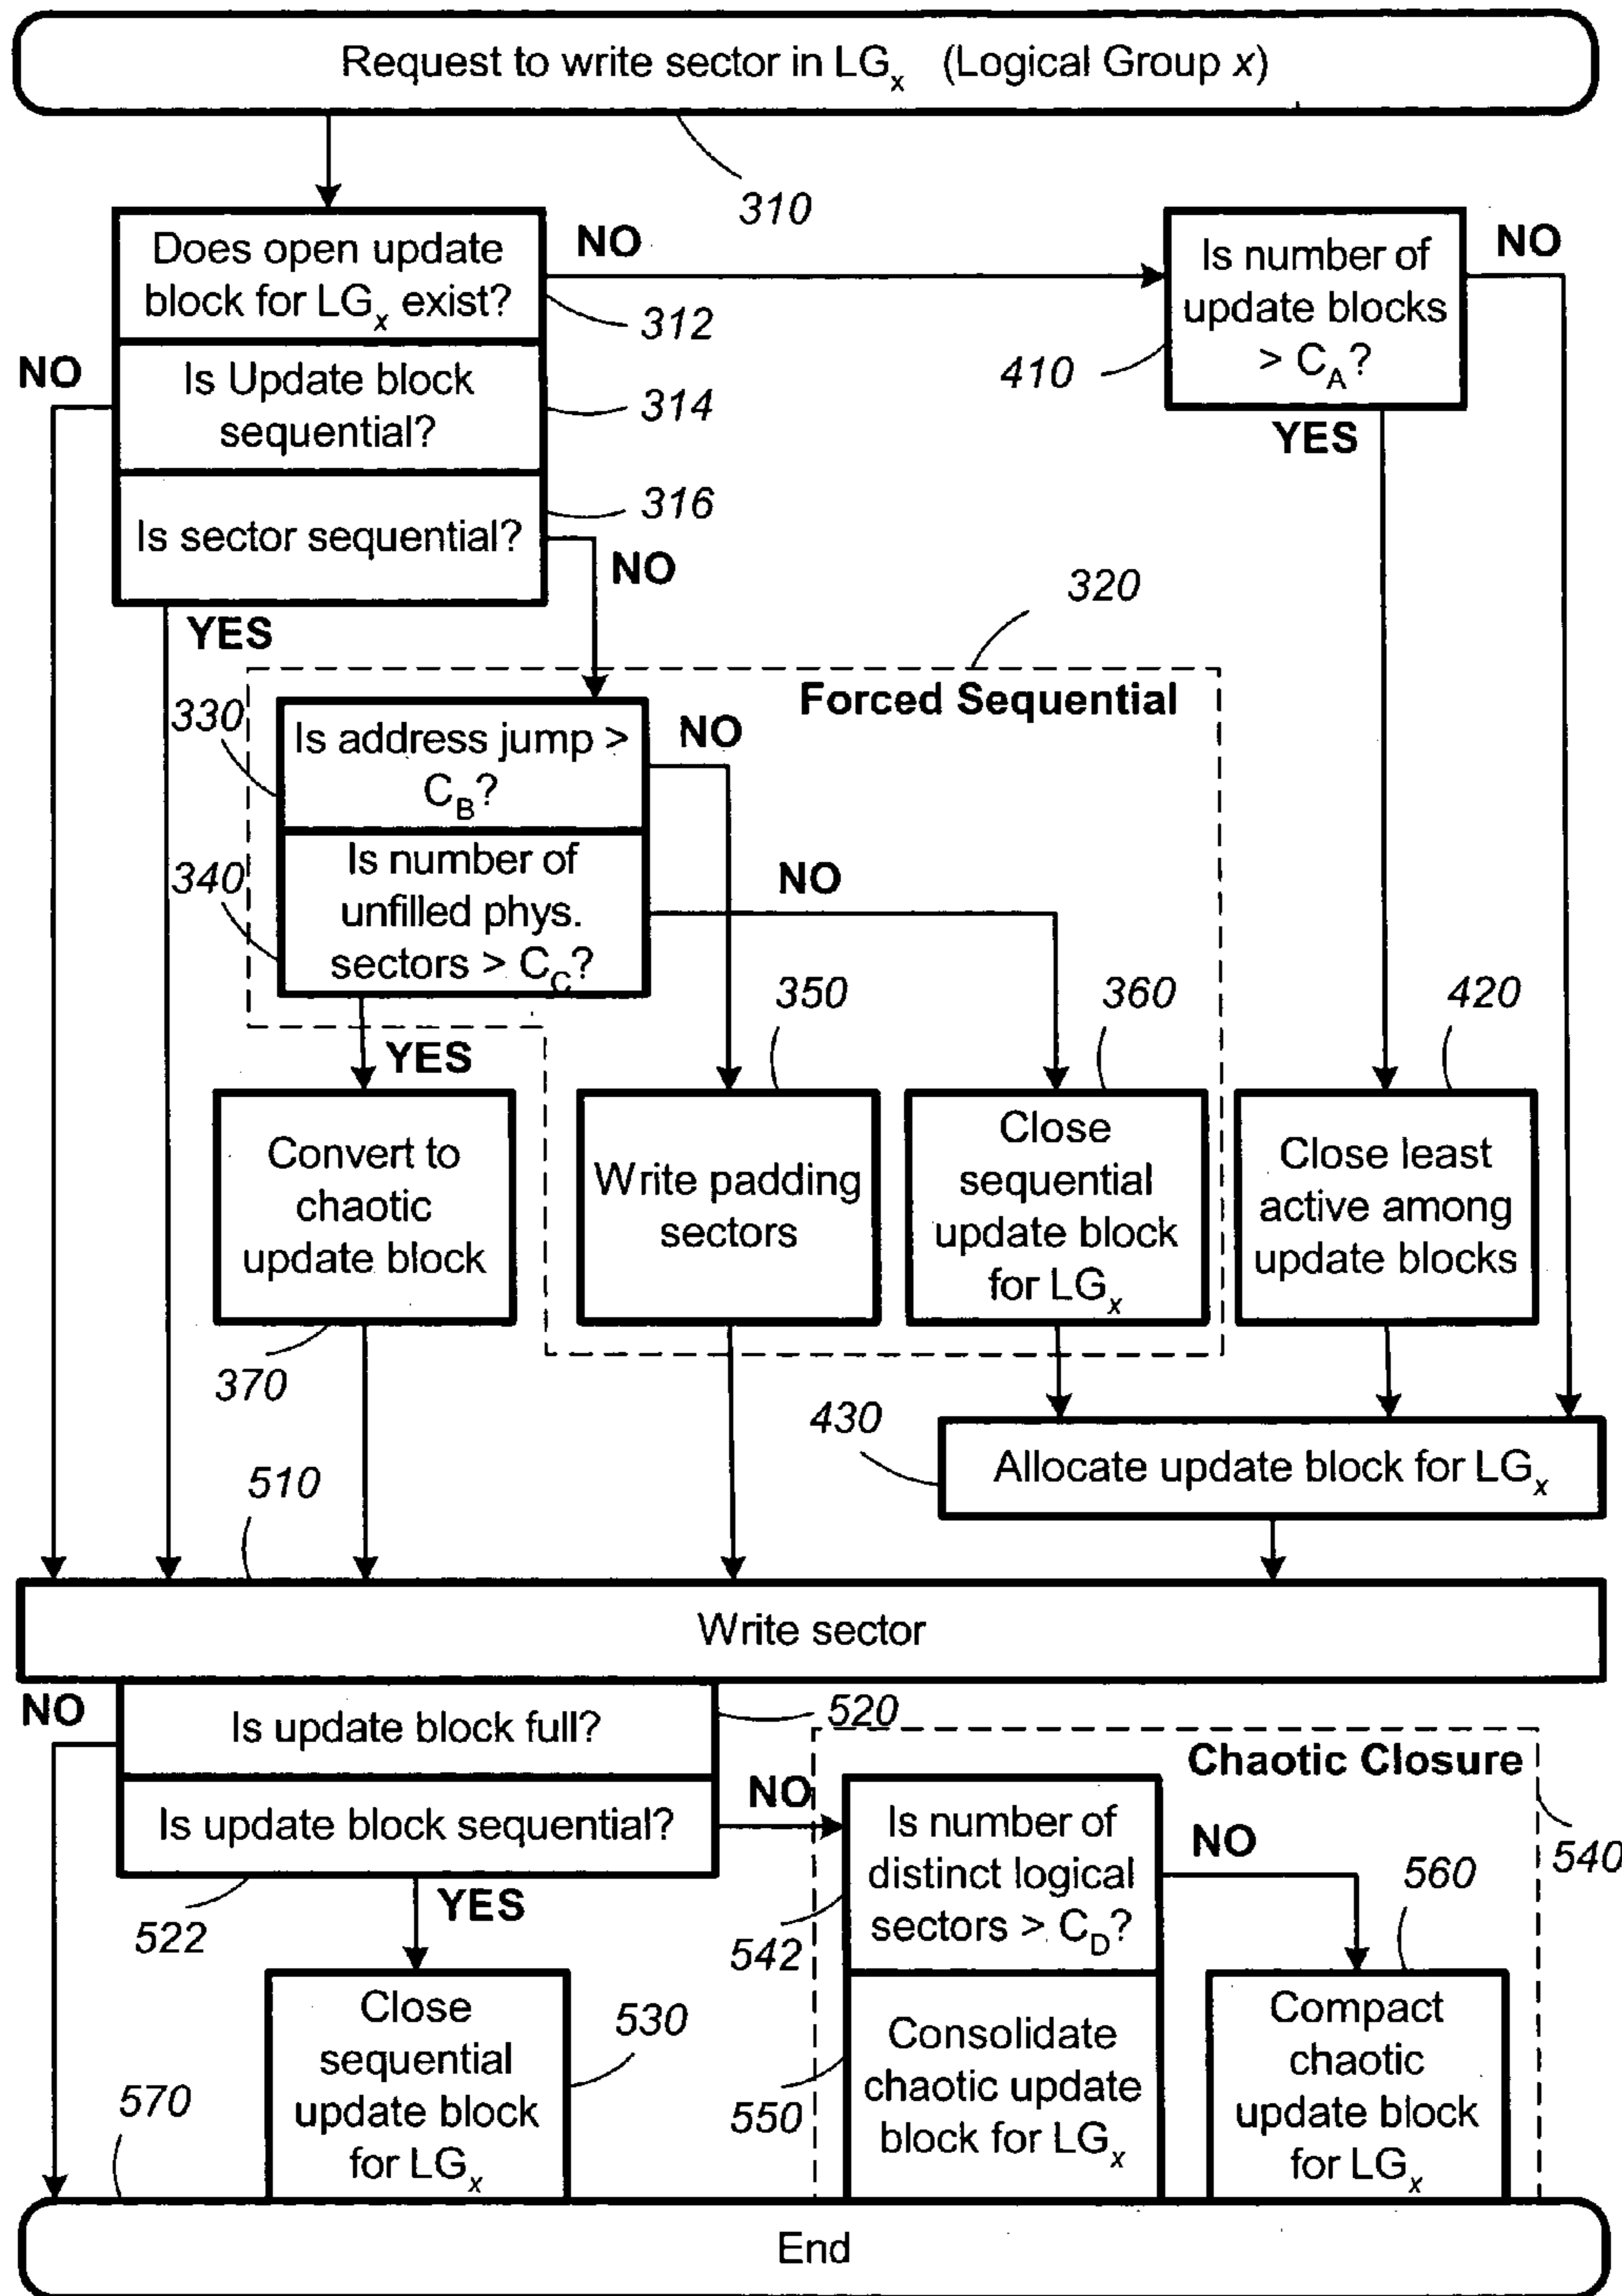 Request to write sector in LGx (Logical Group x)
310
Does open update
block for LGx exist?
312
NO
Is number of
update blocks
> CA?
410
NO
YES
NO
Is Update block
sequential?
314
Is sector sequential?
316
NO
YES
320
Forced Sequential
330
Is address jump >
CB?
NO
340
Is number of
unfilled phys.
sectors > CC?
NO
YES
Convert to
chaotic
update block
370
350
Write padding
sectors
360
Close
sequential
update block
for LGx
420
Close least
active among
update blocks
430
Allocate update block for LGx
510
Write sector
NO
Is update block full?
520
Is update block sequential?
522
NO
YES
Chaotic Closure
540
Is number of
distinct logical
sectors > CD?
542
NO
560
Close
sequential
update block
for LGx
530
Consolidate
chaotic update
block for LGx
550
Compact
chaotic
update block
for LGx
570
End